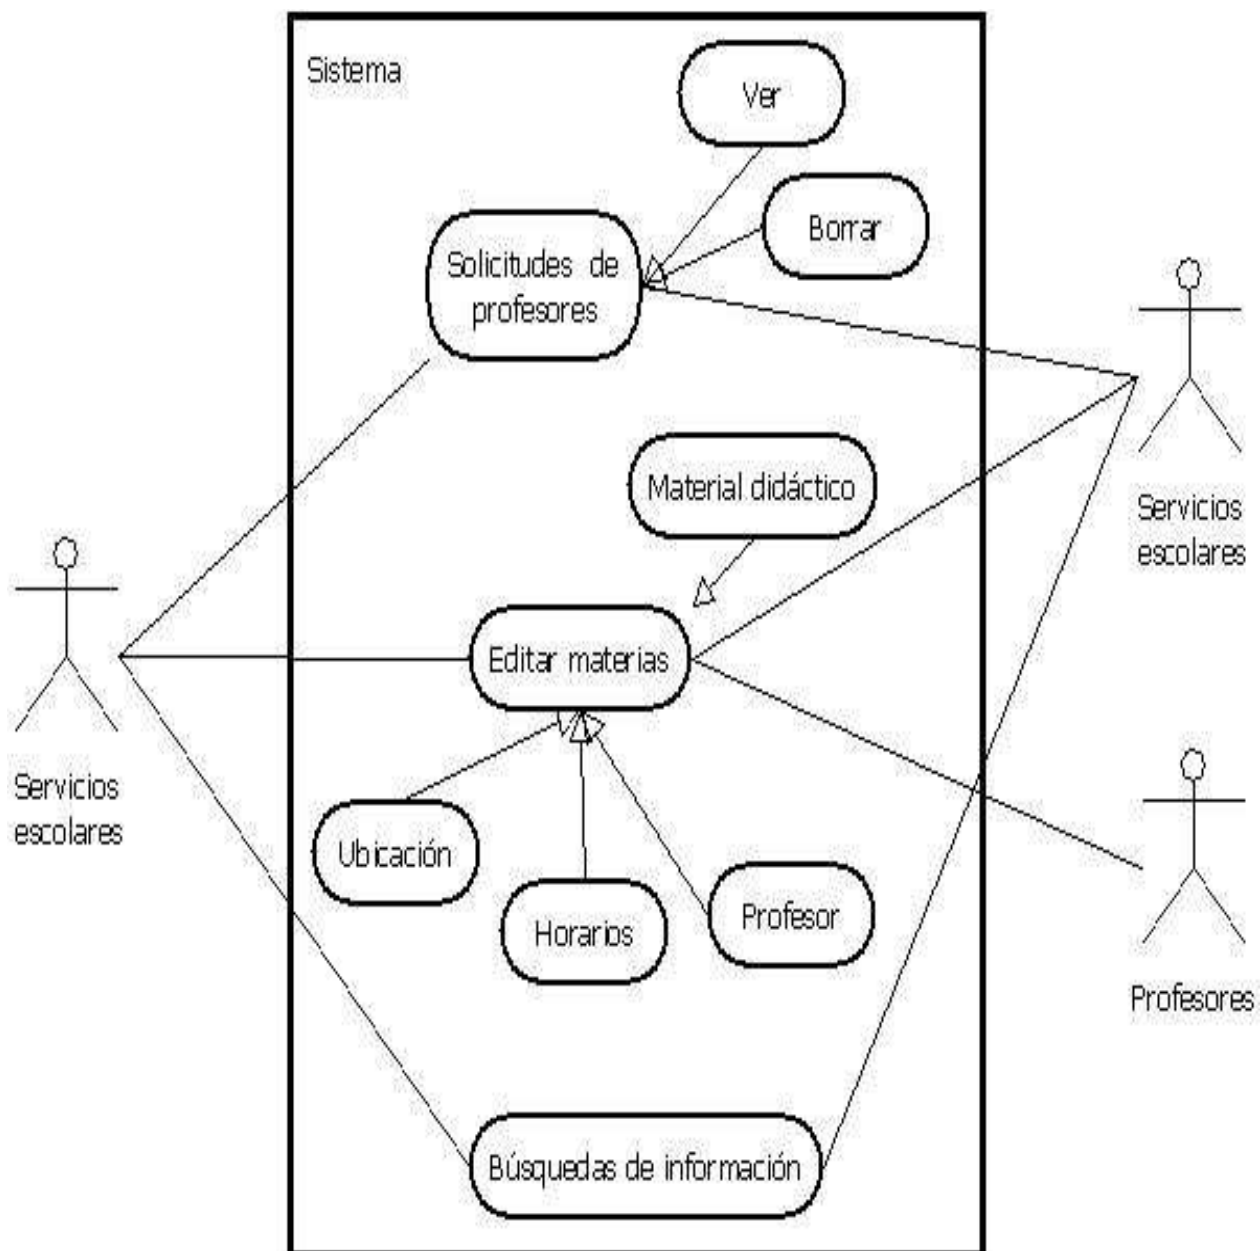 Sistema
Ver
Borrar
Solicitudes de
profesores
Servicios
escolares
Material didáctico
Editar materias
Servicios
escolares
Ubicación
Horarios
Profesor
Profesores
Búsquedas de información